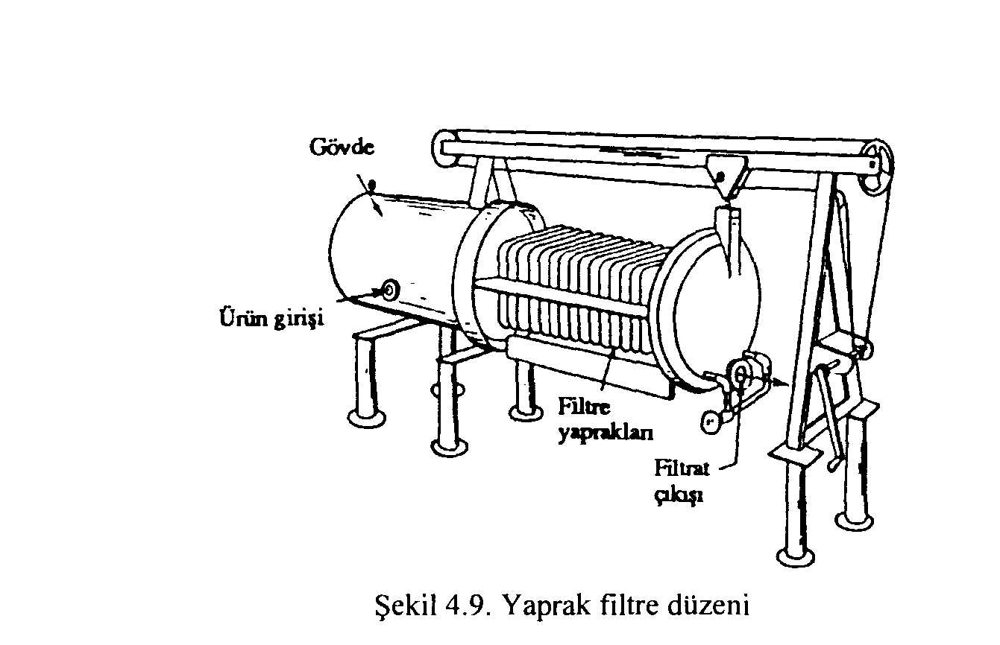 Gövde
Ürün girişi
Filtre
yaprakları
Filtrat
çıkışı
Şekil 4.9. Yaprak filtre düzeni